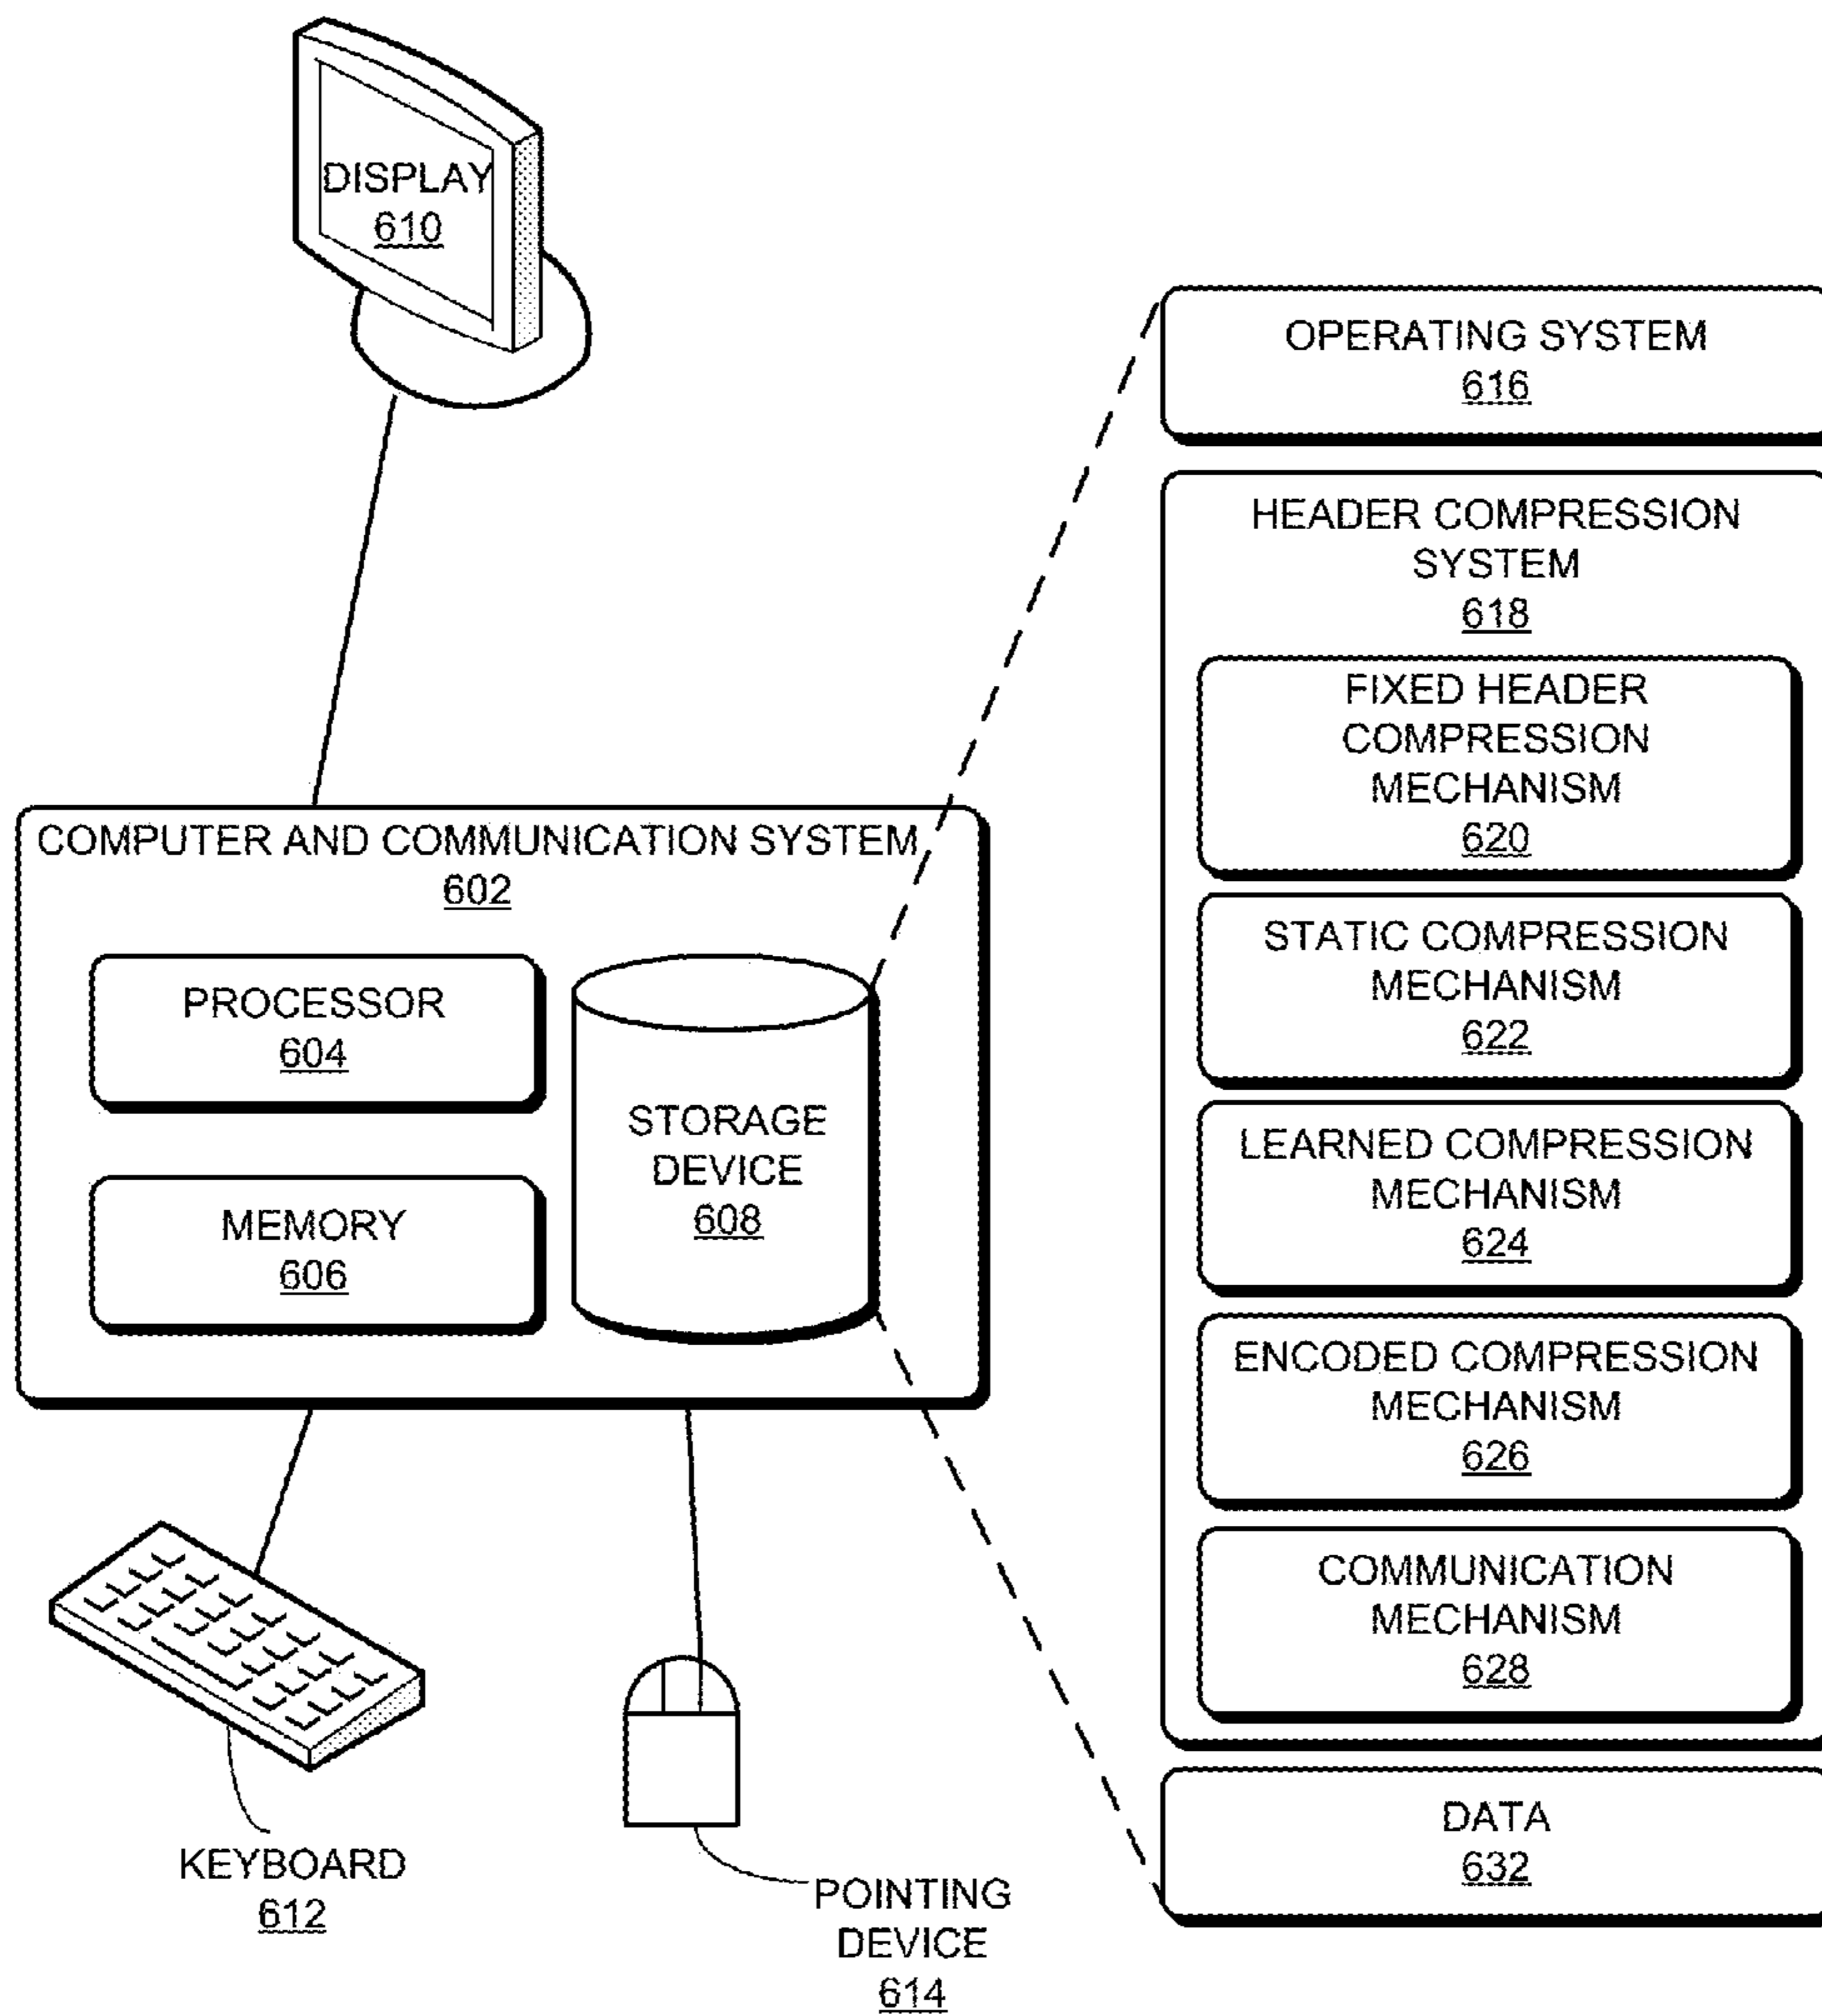 DISPLAY
610
COMPUTER AND COMMUNICATION SYSTEM
602
PROCESSOR
604
MEMORY
606
STORAGE
DEVICE
608
KEYBOARD
612
POINTING
DEVICE
614
OPERATING SYSTEM
616
HEADER COMPRESSION
SYSTEM
618
FIXED HEADER
COMPRESSION
MECHANISM
620
STATIC COMPRESSION
MECHANISM
622
LEARNED COMPRESSION
MECHANISM
624
ENCODED COMPRESSION
MECHANISM
626
COMMUNICATION
MECHANISM
628
DATA
632